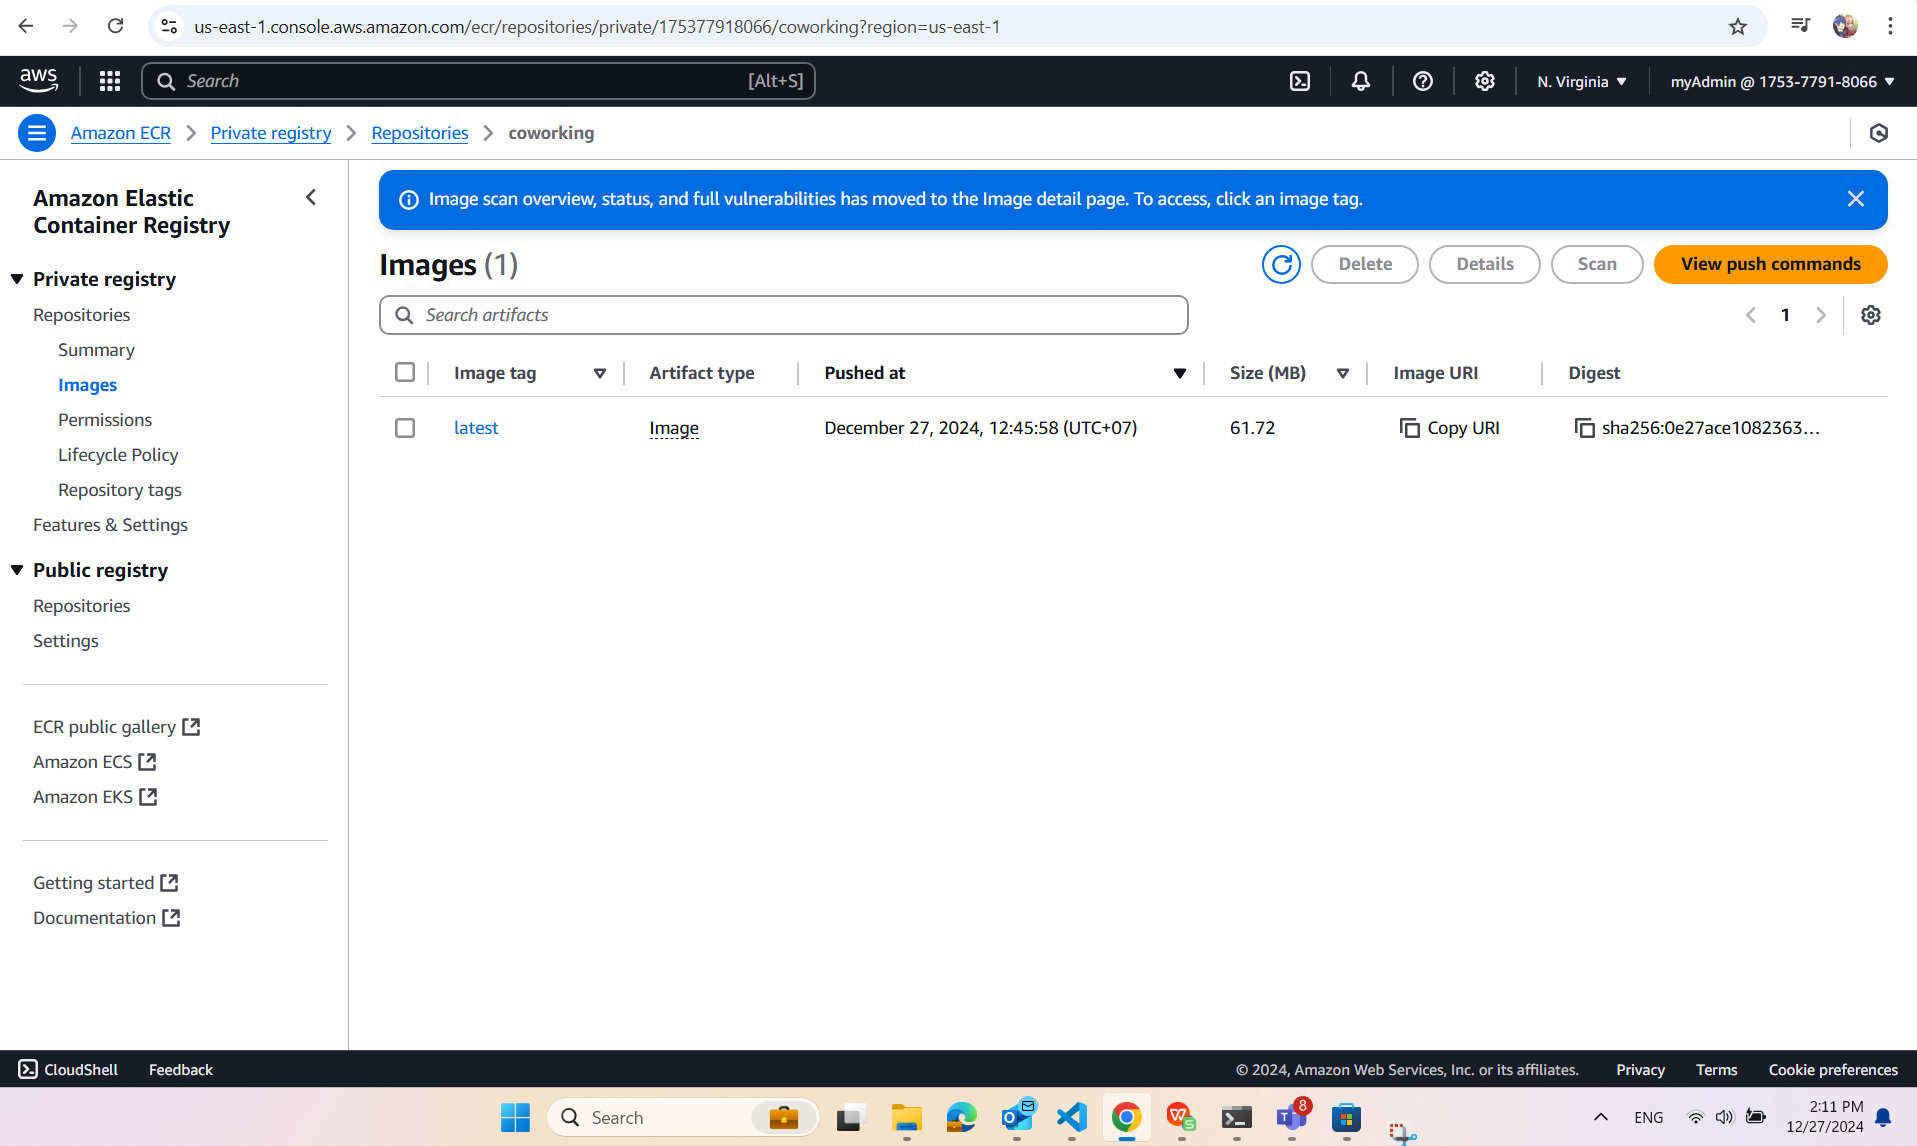 us-east-1.console.aws.amazon.com/ecr/repositories/private/175377918066/coworking?region=us-east-1
aws
Search
[Alt+S]
N. Virginia
myAdmin @ 1753-7791-8066
Amazon ECR
Private registry
Repositories
coworking
Amazon Elastic
Container Registry
Private registry
Repositories
Summary
Images
Permissions
Lifecycle Policy
Repository tags
Features & Settings
Public registry
Repositories
Settings
ECR public gallery
Amazon ECS
Amazon EKS
Getting started
Documentation
Image scan overview, status, and full vulnerabilities has moved to the Image detail page. To access, click an image tag.
Images (1)
Delete
Details
Scan
View push commands
Search artifacts
1
Image tag
Artifact type
Pushed at
Size (MB)
Image URI
Digest
latest
Image
December 27, 2024, 12:45:58 (UTC+07)
61.72
Copy URI
sha256:0e27ace1082363...
CloudShell
Feedback
© 2024, Amazon Web Services, Inc. or its affiliates.
Privacy
Terms
Cookie preferences
Search
8
ENG
2:11 PM
12/27/2024